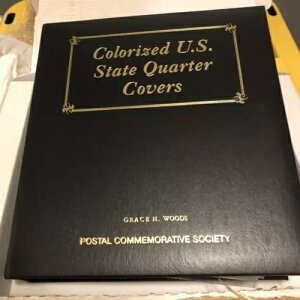 Colorized U.S.
State Quarter
Covers
GRACE H. WOODS
POSTAL COMMEMORATIVE SOCIETY